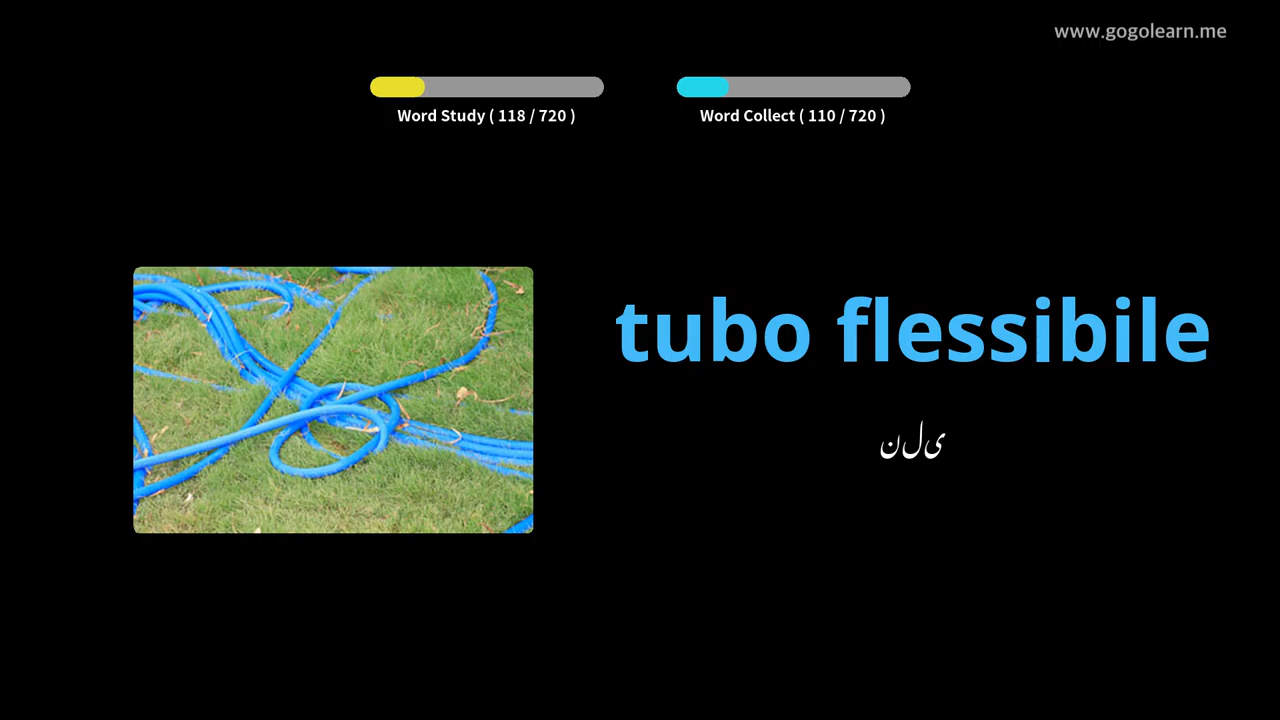 www.gogolearn.me
Word Study ( 118 / 720 )
Word Collect ( 110 / 720 )
tubo flessibile
نلی